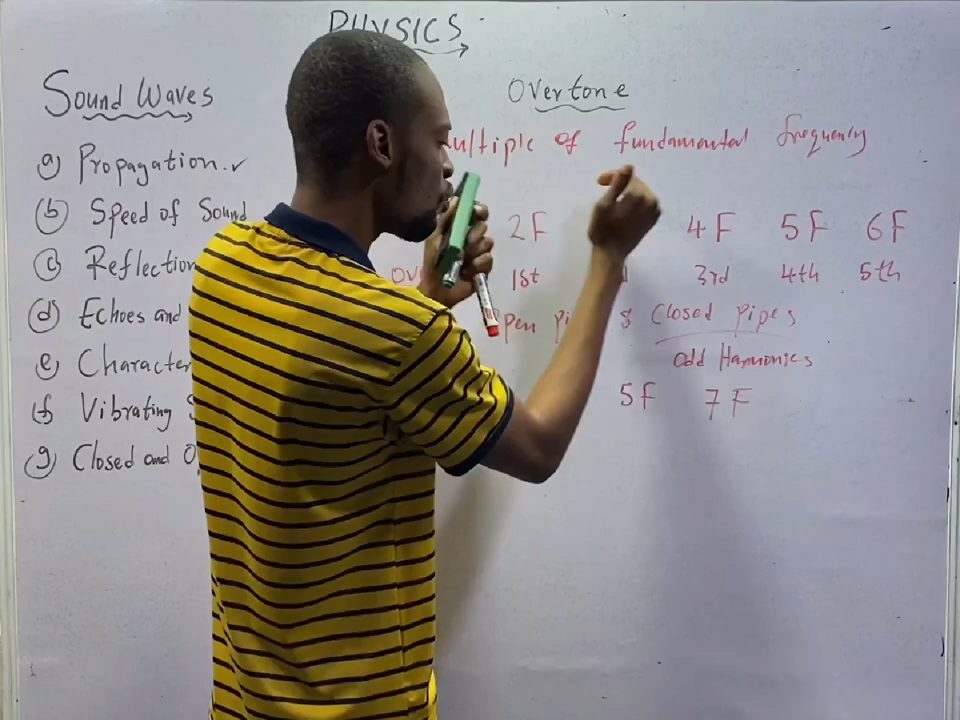 PHYSICS
Sound Waves
a) Propagation.✓
b) Speed of Sound
c) Reflection
d) Echoes and
e) Character
f) Vibrating S
g) Closed and O
Overtone
ultiple of fundamental frequency
2F 4F 5F 6F
1st 3rd 4th 5th
pen pi s Closed Pipes
odd Harmonics
5F 7F